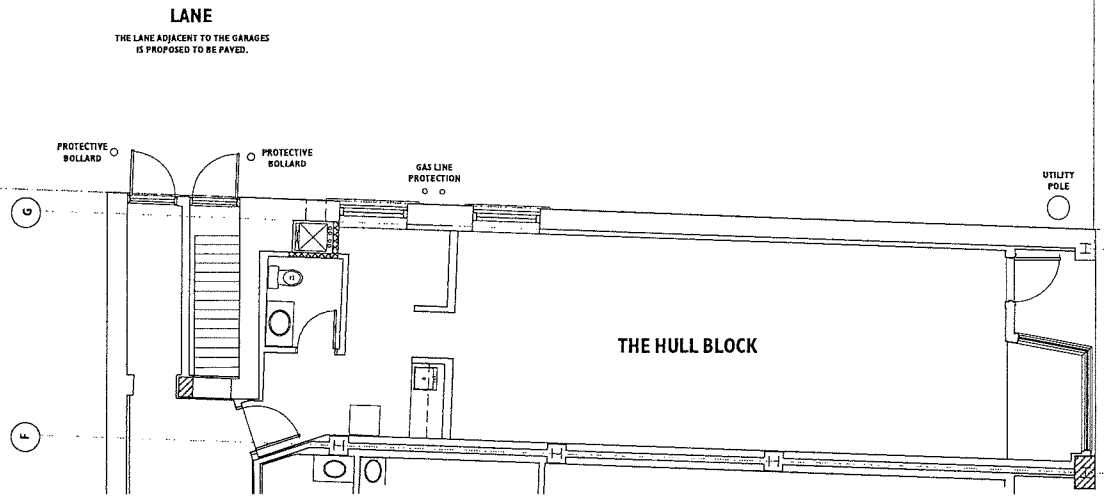 LANE
THE LANE ADJACENT TO THE GARAGES
IS PROPOSED TO BE PAVED.
PROTECTIVE
BOLLARD
PROTECTIVE
BOLLARD
GAS LINE
PROTECTION
UTILITY
POLE
G
THE HULL BLOCK
F